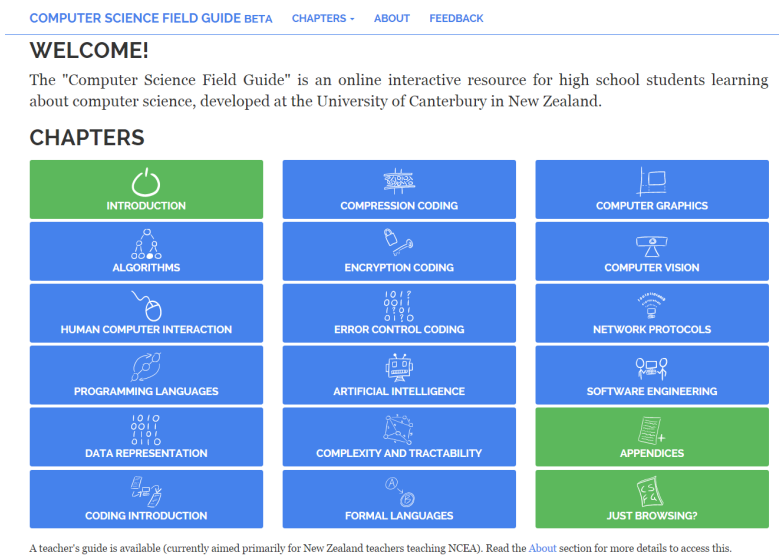 COMPUTER SCIENCE FIELD GUIDE BETA CHAPTERS ABOUT FEEDBACK
WELCOME!
The "Computer Science Field Guide" is an online interactive resource for high school students learning
about computer science, developed at the University of Canterbury in New Zealand.
CHAPTERS
INTRODUCTION
COMPRESSION CODING
COMPUTER GRAPHICS
ALGORITHMS
ENCRYPTION CODING
COMPUTER VISION
HUMAN COMPUTER INTERACTION
ERROR CONTROL CODING
NETWORK PROTOCOLS
PROGRAMMING LANGUAGES
ARTIFICIAL INTELLIGENCE
SOFTWARE ENGINEERING
DATA REPRESENTATION
COMPLEXITY AND TRACTABILITY
APPENDICES
CODING INTRODUCTION
FORMAL LANGUAGES
JUST BROWSING?
A teacher's guide is available (currently aimed primarily for New Zealand teachers teaching NCEA). Read the About section for more details to access this.